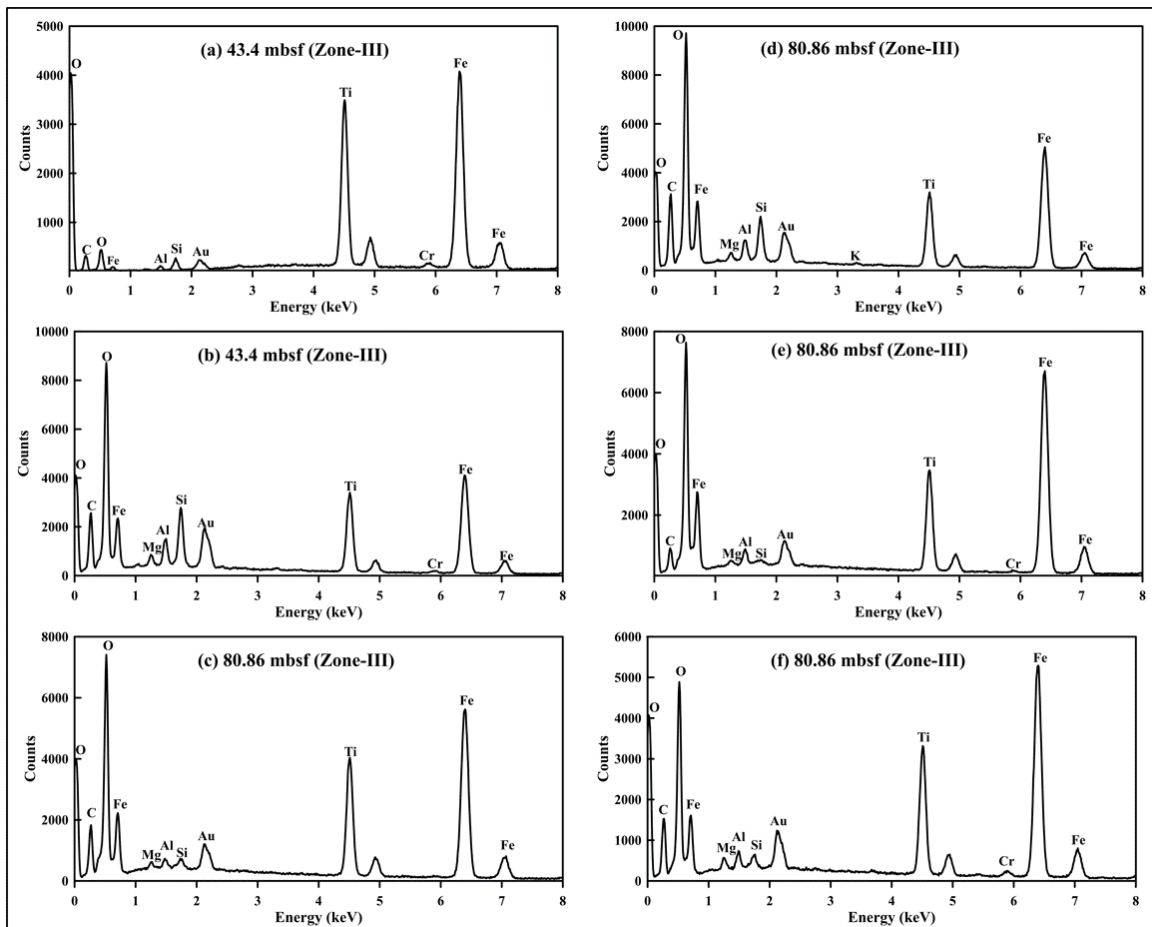 (a) 43.4 mbsf (Zone-III)
Counts
5000
4000
3000
2000
1000
0
O
C
O
Fe
Al
Si
Au
Ti
Cr
Fe
Fe
0 1 2 3 4 5 6 7 8
Energy (keV)
(b) 43.4 mbsf (Zone-III)
Counts
10000
8000
6000
4000
2000
0
O
C
O
Fe
Mg
Al
Si
Au
Ti
Cr
Fe
Fe
0 1 2 3 4 5 6 7 8
Energy (keV)
(c) 80.86 mbsf (Zone-III)
Counts
8000
6000
4000
2000
0
O
C
O
Fe
Mg
Al
Si
Au
Ti
Fe
Fe
0 1 2 3 4 5 6 7 8
Energy (keV)
(d) 80.86 mbsf (Zone-III)
Counts
10000
8000
6000
4000
2000
0
O
C
O
Fe
Mg
Al
Si
Au
K
Ti
Fe
Fe
0 1 2 3 4 5 6 7 8
Energy (keV)
(e) 80.86 mbsf (Zone-III)
Counts
8000
6000
4000
2000
0
O
C
O
Fe
Mg
Al
Si
Au
Ti
Cr
Fe
Fe
0 1 2 3 4 5 6 7 8
Energy (keV)
(f) 80.86 mbsf (Zone-III)
Counts
6000
5000
4000
3000
2000
1000
0
O
C
O
Fe
Mg
Al
Si
Au
Ti
Cr
Fe
Fe
0 1 2 3 4 5 6 7 8
Energy (keV)